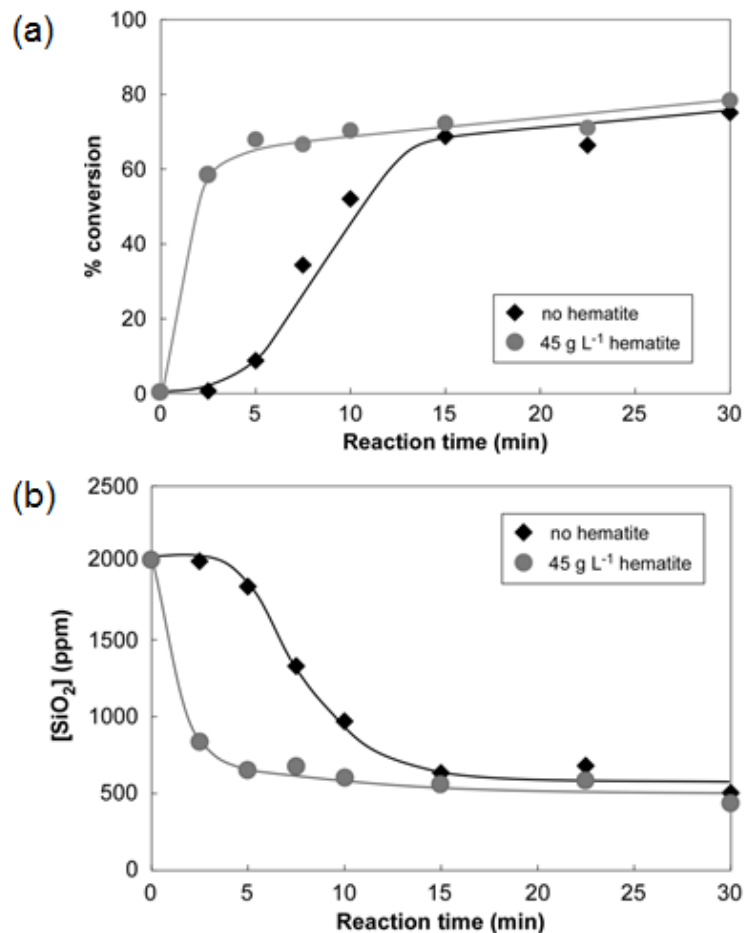 (a)
100
80
60
40
20
0
% conversion
no hematite
45 g L⁻¹ hematite
0 5 10 15 20 25 30
Reaction time (min)
(b)
2500
2000
1500
1000
500
0
[SiO₂] (ppm)
no hematite
45 g L⁻¹ hematite
0 5 10 15 20 25 30
Reaction time (min)